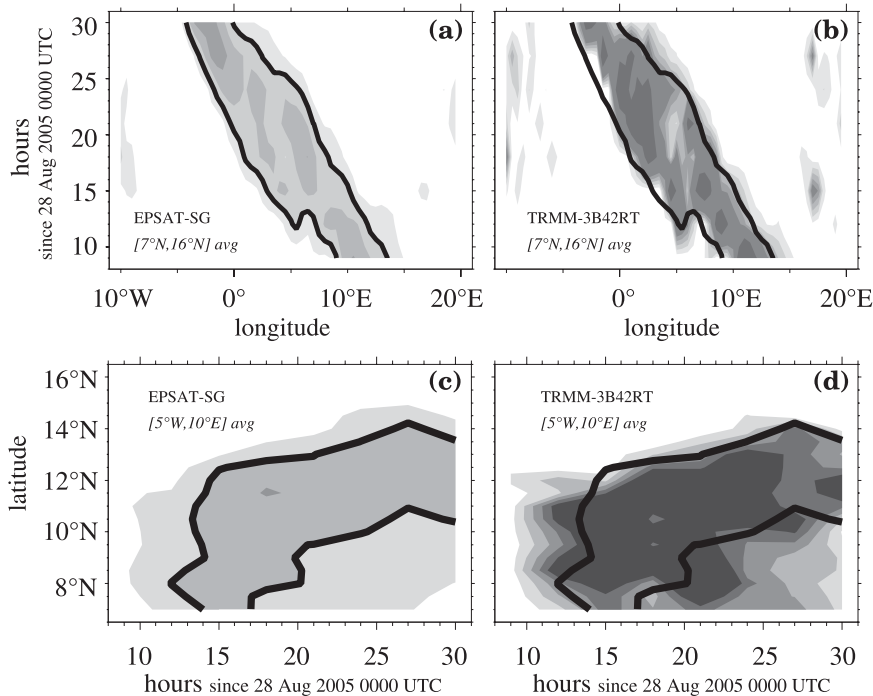 (a)
30
25
20
15
10
hours
since 28 Aug 2005 0000 UTC
EPSAT-SG
[7°N,16°N] avg
10°W 0° 10°E 20°E
longitude
(b)
TRMM-3B42RT
[7°N,16°N] avg
0° 10°E 20°E
longitude
(c)
16°N
14°N
12°N
10°N
8°N
latitude
EPSAT-SG
[5°W,10°E] avg
10 15 20 25 30
hours since 28 Aug 2005 0000 UTC
(d)
TRMM-3B42RT
[5°W,10°E] avg
10 15 20 25 30
hours since 28 Aug 2005 0000 UTC